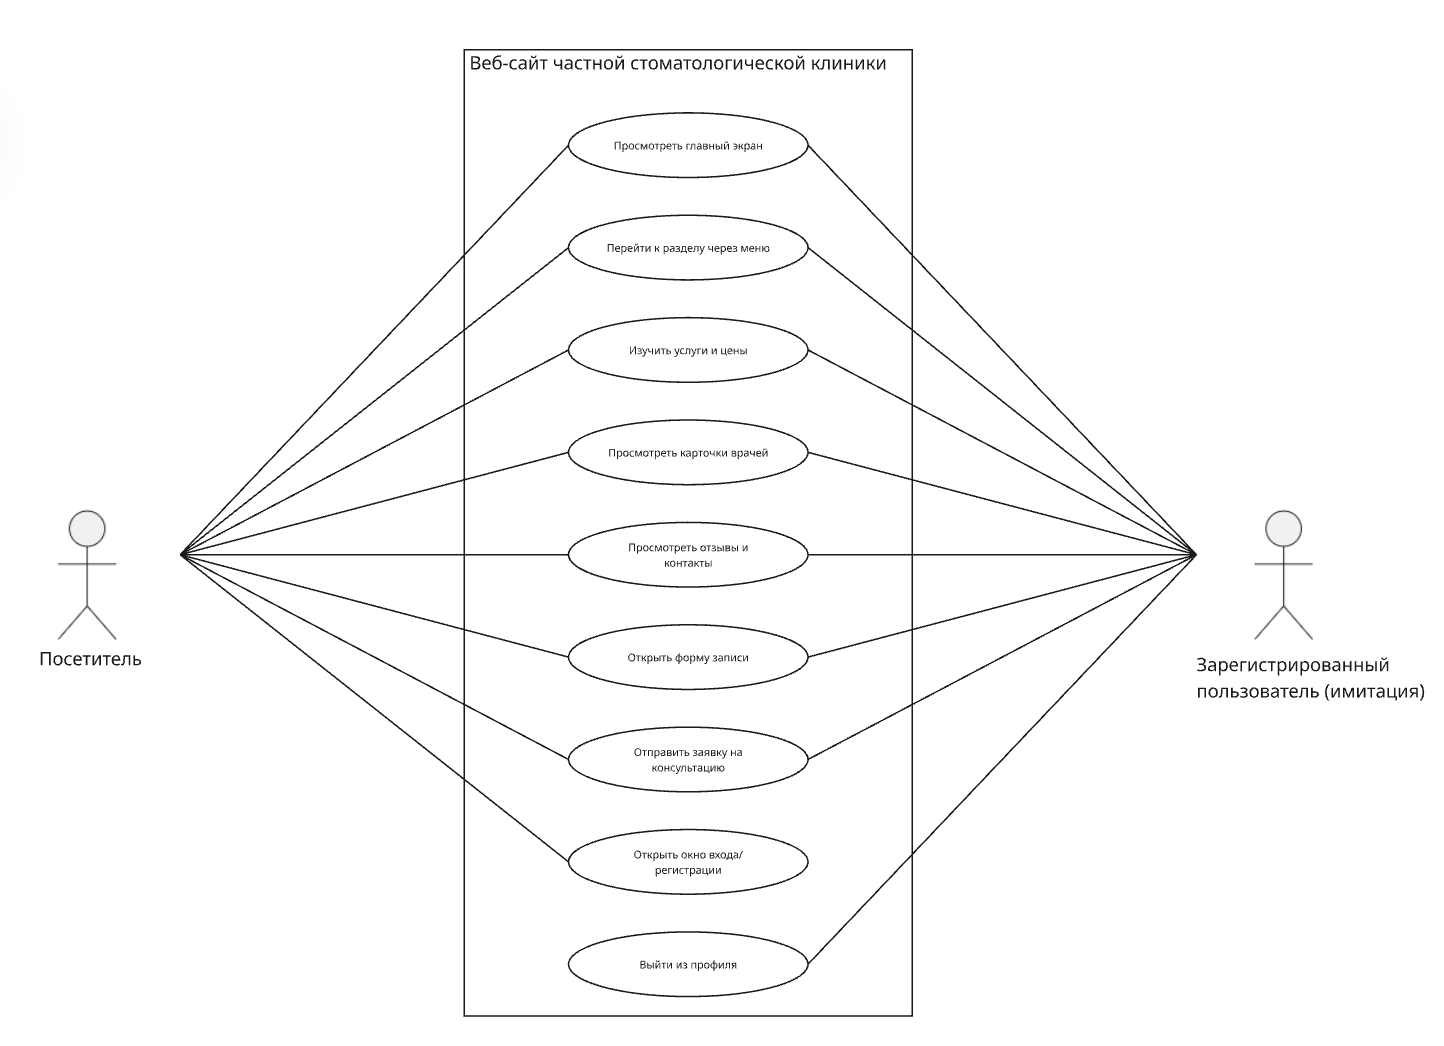 Веб-сайт частной стоматологической клиники
Просмотреть главный экран
Перейти к разделу через меню
Изучить услуги и цены
Просмотреть карточки врачей
Просмотреть отзывы и
контакты
Открыть форму записи
Посетитель
Зарегистрированный
пользователь (имитация)
Отправить заявку на
консультацию
Открыть окно входа/
регистрации
Выйти из профиля